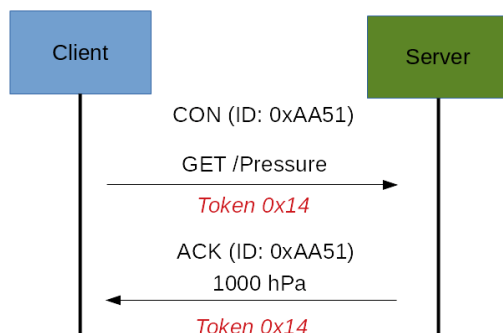 Client
Server
CON (ID: 0xAA51)
GET /Pressure
Token 0x14
ACK (ID: 0xAA51)
1000 hPa
Token 0x14